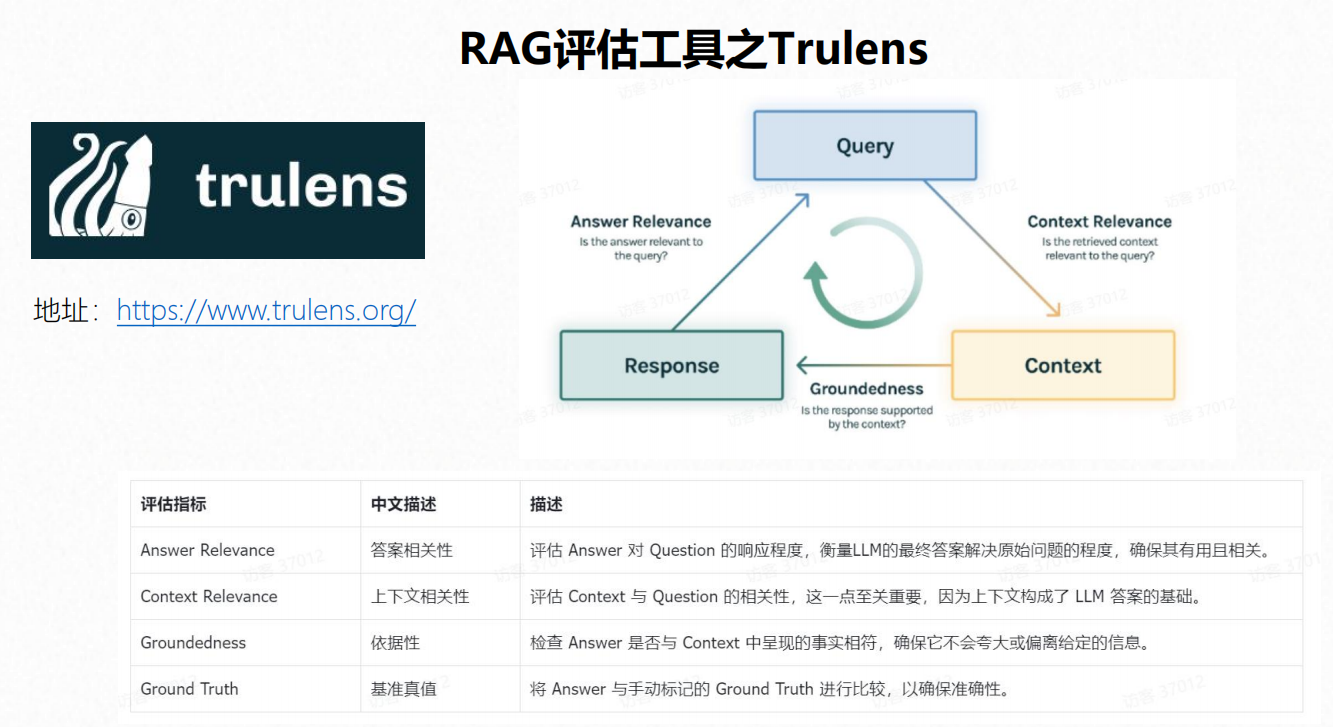 RAG评估工具之Trulens
trulens
地址：https://www.trulens.org/
Query
Answer Relevance
Is the answer relevant to
the query?
Context Relevance
Is the retrieved context
relevant to the query?
Response
Context
Groundedness
Is the response supported
by the context?
评估指标 中文描述 描述
Answer Relevance 答案相关性 评估 Answer 对 Question 的响应程度，衡量LLM的最终答案解决原始问题的程度，确保其有用且相关。
Context Relevance 上下文相关性 评估 Context 与 Question 的相关性，这一点至关重要，因为上下文构成了 LLM 答案的基础。
Groundedness 依据性 检查 Answer 是否与 Context 中呈现的事实相符，确保它不会夸大或偏离给定的信息。
Ground Truth 基准真值 将 Answer 与手动标记的 Ground Truth 进行比较，以确保准确性。
访客 37012